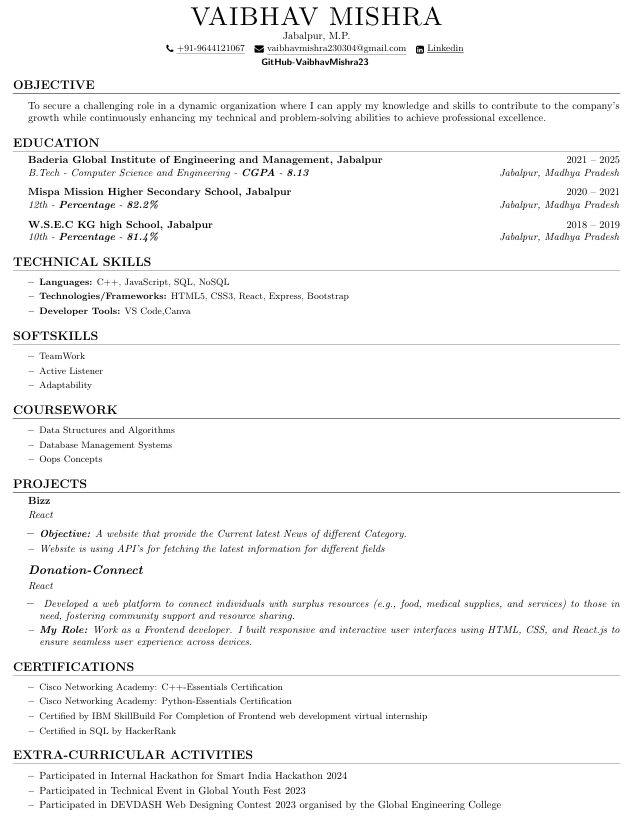 VAIBHAV MISHRA
Jabalpur, M.P.
+91-9644121067 vaibhavmishra230304@gmail.com Linkedin
GitHub-VaibhavMishra23
OBJECTIVE
To secure a challenging role in a dynamic organization where I can apply my knowledge and skills to contribute to the company's
growth while continuously enhancing my technical and problem-solving abilities to achieve professional excellence.
EDUCATION
Baderia Global Institute of Engineering and Management, Jabalpur 2021 – 2025
B.Tech - Computer Science and Engineering - CGPA - 8.13 Jabalpur, Madhya Pradesh
Mispa Mission Higher Secondary School, Jabalpur 2020 – 2021
12th - Percentage - 82.2% Jabalpur, Madhya Pradesh
W.S.E.C KG high School, Jabalpur 2018 – 2019
10th - Percentage - 81.4% Jabalpur, Madhya Pradesh
TECHNICAL SKILLS
– Languages: C++, JavaScript, SQL, NoSQL
– Technologies/Frameworks: HTML5, CSS3, React, Express, Bootstrap
– Developer Tools: VS Code,Canva
SOFTSKILLS
– TeamWork
– Active Listener
– Adaptability
COURSEWORK
– Data Structures and Algorithms
– Database Management Systems
– Oops Concepts
PROJECTS
Bizz
React
– Objective: A website that provide the Current latest News of different Category.
– Website is using API's for fetching the latest information for different fields
Donation-Connect
React
– Developed a web platform to connect individuals with surplus resources (e.g., food, medical supplies, and services) to those in
need, fostering community support and resource sharing.
– My Role: Work as a Frontend developer. I built responsive and interactive user interfaces using HTML, CSS, and React.js to
ensure seamless user experience across devices.
CERTIFICATIONS
– Cisco Networking Academy: C++-Essentials Certification
– Cisco Networking Academy: Python-Essentials Certification
– Certified by IBM SkillBuild For Completion of Frontend web development virtual internship
– Certified in SQL by HackerRank
EXTRA-CURRICULAR ACTIVITIES
– Participated in Internal Hackathon for Smart India Hackathon 2024
– Participated in Technical Event in Global Youth Fest 2023
– Participated in DEVDASH Web Designing Contest 2023 organised by the Global Engineering College